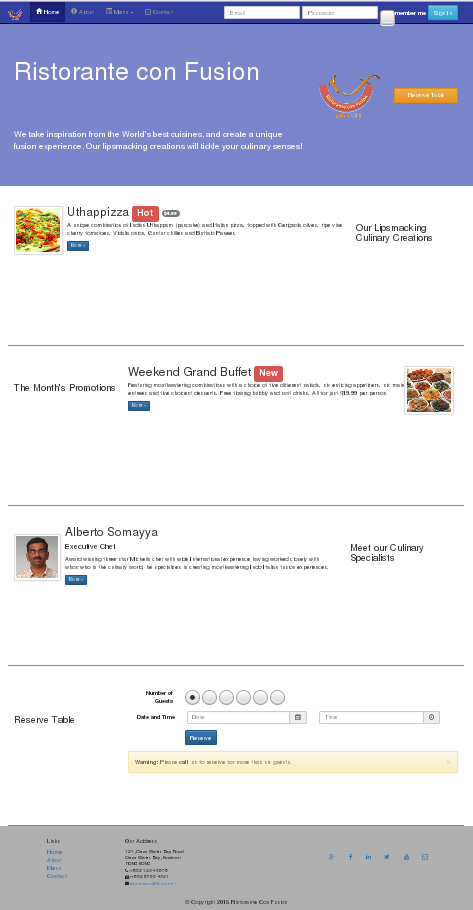 Home
About
Menu
Contact
Email
Password
member me
Sign In
Ristorante con Fusion
Ristorante con Fusion
Reserve Table
We take inspiration from the World's best cuisines, and create a unique
fusion experience. Our lipsmacking creations will tickle your culinary senses!
Uthappizza Hot $4.99
A unique combination of Indian Uthappam (pancake) and Italian pizza, topped with Cerignola olives, ripe vine
cherry tomatoes, Vidalia onion, Guntur chillies and Buffalo Paneer.
More »
Our Lipsmacking
Culinary Creations
The Month's Promotions
Weekend Grand Buffet New
Featuring mouthwatering combinations with a choice of five different salads, six enticing appetizers, six main
entrees and five choicest desserts. Free flowing bubbly and soft drinks. All for just $19.99 per person
More »
Alberto Somayya
Executive Chef
Award winning three-star Michelin chef with wide International experience having worked closely with
whos-who in the culinary world, he specializes in creating mouthwatering Indo-Italian fusion experiences.
More »
Meet our Culinary
Specialists
Reserve Table
Number of
Guests
Date and Time
Date
Time
Reserve
Warning: Please call us to reserve for more than six guests.
×
Links
Home
About
Menu
Contact
Our Address
121, Clear Water Bay Road
Clear Water Bay, Kowloon
HONG KONG
+852 1234 5678
+852 8765 4321
© Copyright 2015 Ristorante Con Fusion